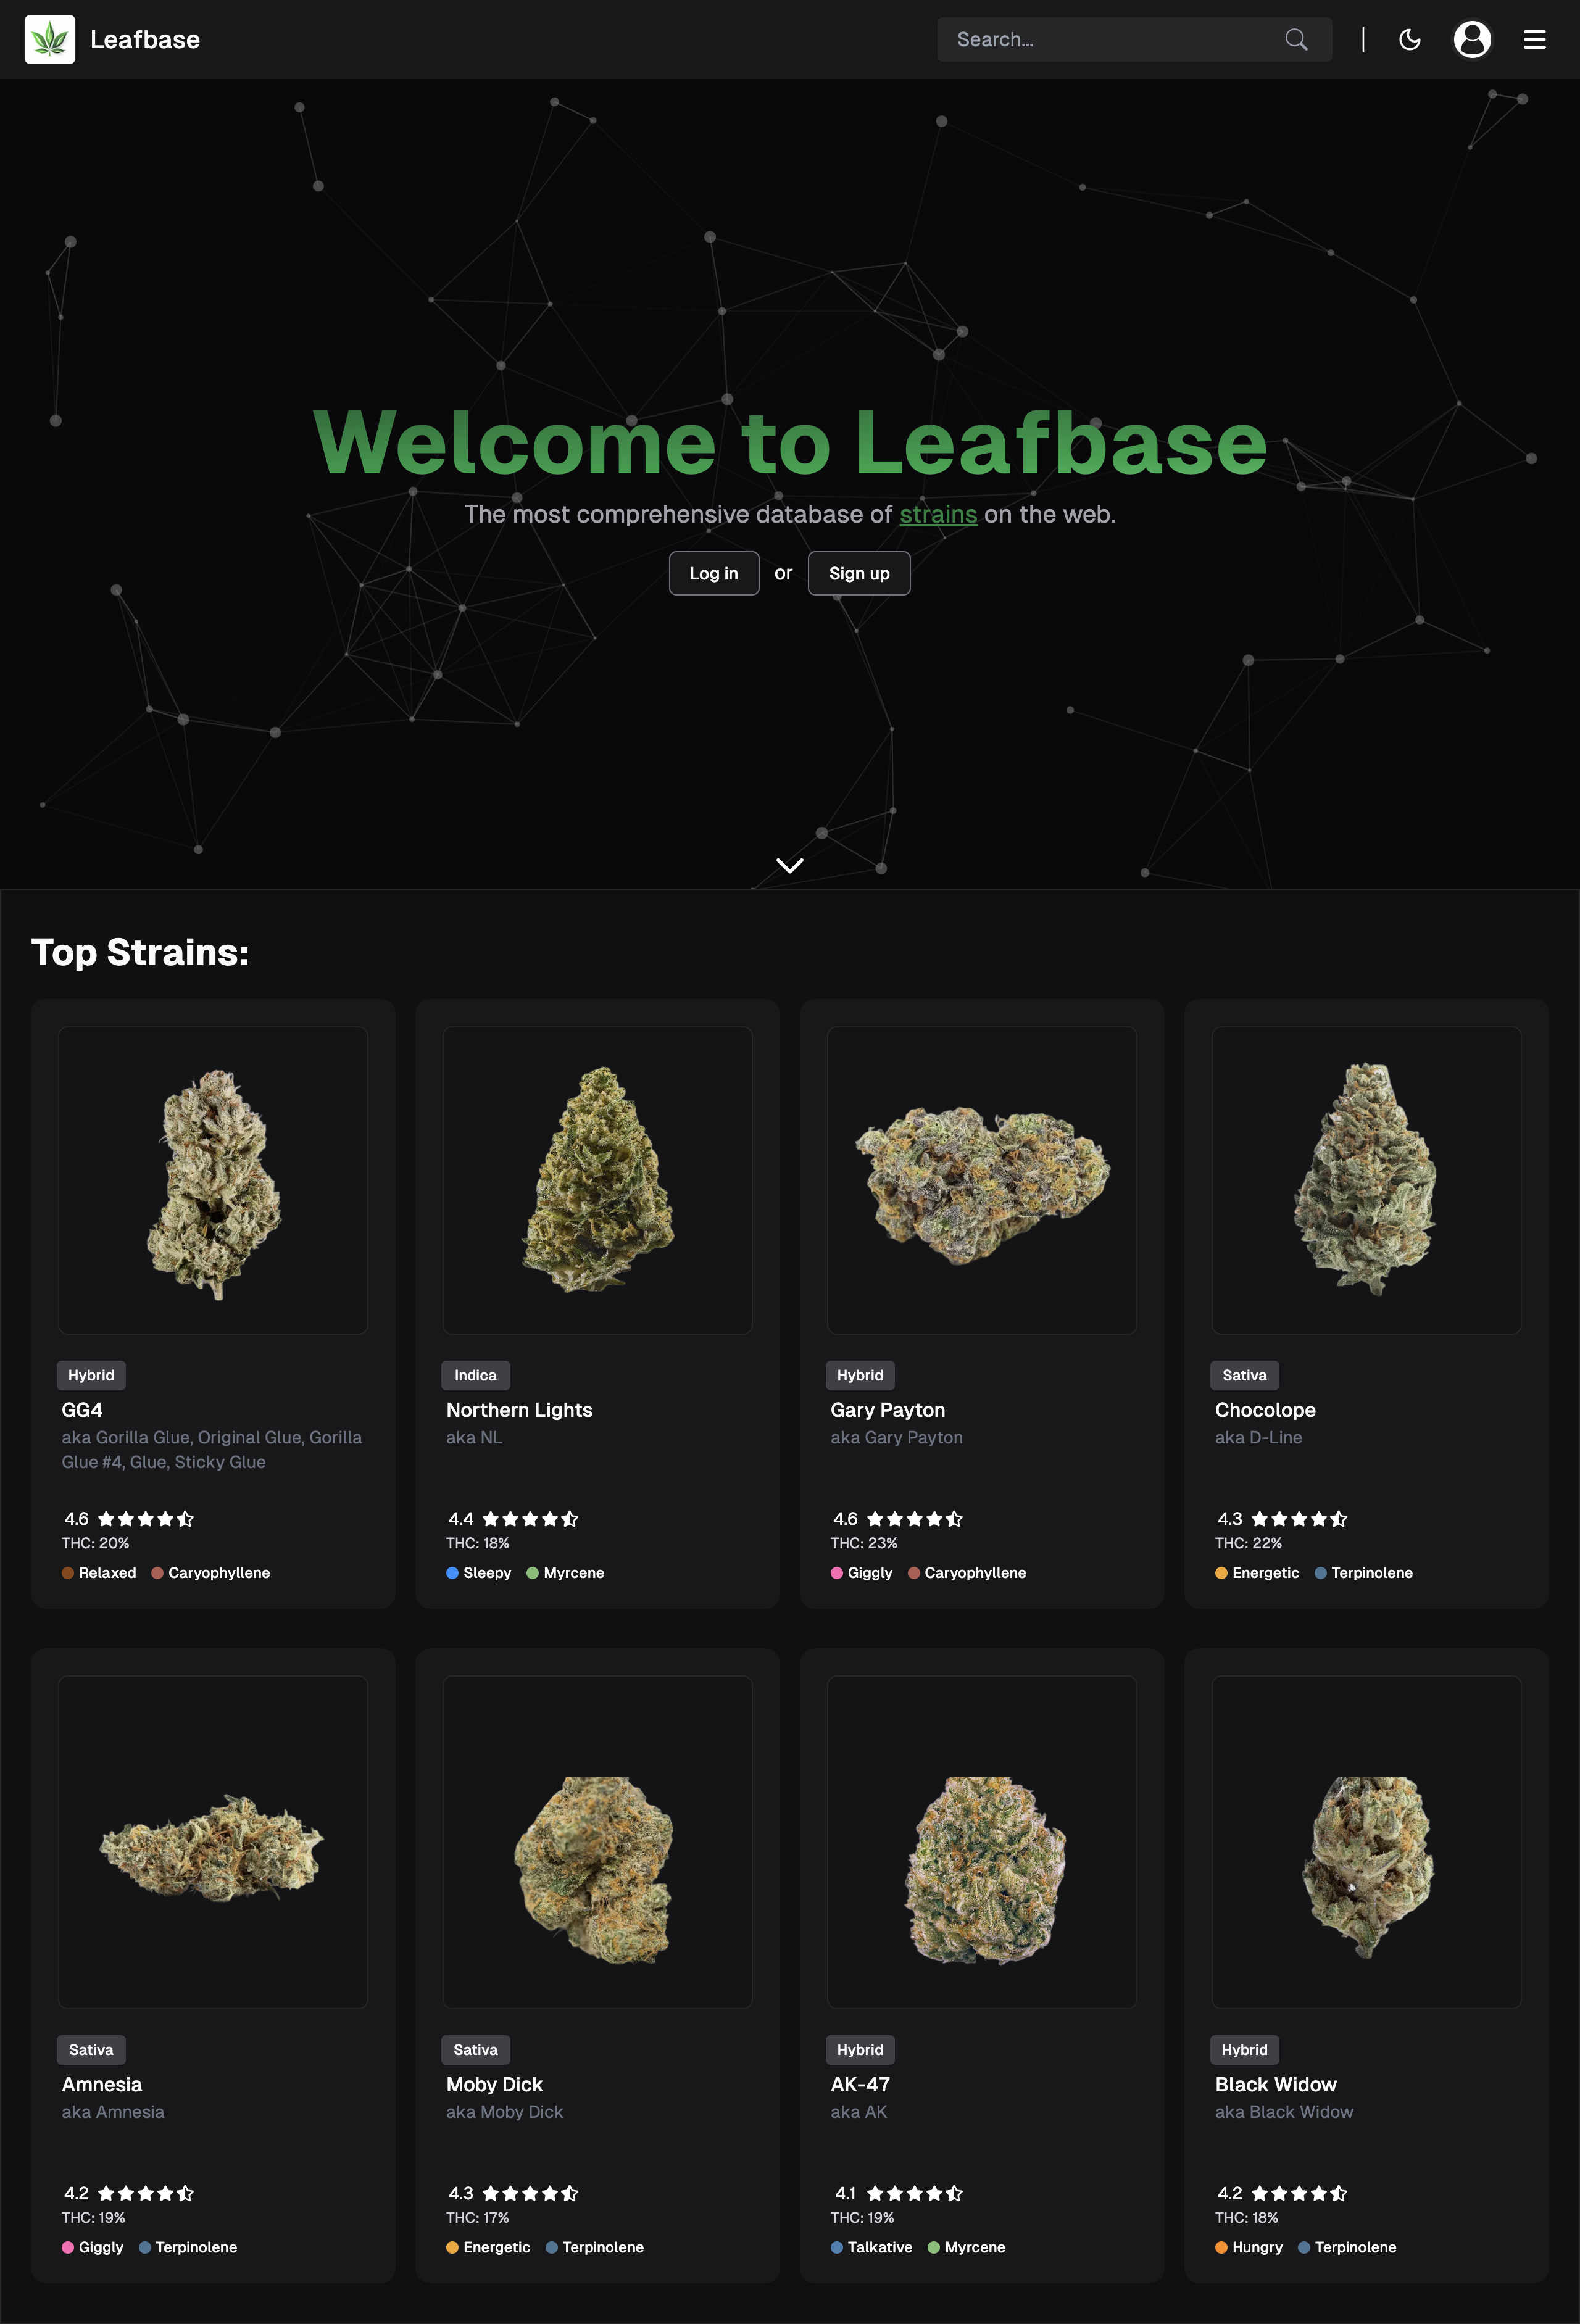 Leafbase
Search...
Welcome to Leafbase
The most comprehensive database of strains on the web.
Log in or Sign up
Top Strains:
Hybrid
GG4
aka Gorilla Glue, Original Glue, Gorilla
Glue #4, Glue, Sticky Glue
4.6
THC: 20%
Relaxed Caryophyllene
Indica
Northern Lights
aka NL
4.4
THC: 18%
Sleepy Myrcene
Hybrid
Gary Payton
aka Gary Payton
4.6
THC: 23%
Giggly Caryophyllene
Sativa
Chocolope
aka D-Line
4.3
THC: 22%
Energetic Terpinolene
Sativa
Amnesia
aka Amnesia
4.2
THC: 19%
Giggly Terpinolene
Sativa
Moby Dick
aka Moby Dick
4.3
THC: 17%
Energetic Terpinolene
Hybrid
AK-47
aka AK
4.1
THC: 19%
Talkative Myrcene
Hybrid
Black Widow
aka Black Widow
4.2
THC: 18%
Hungry Terpinolene